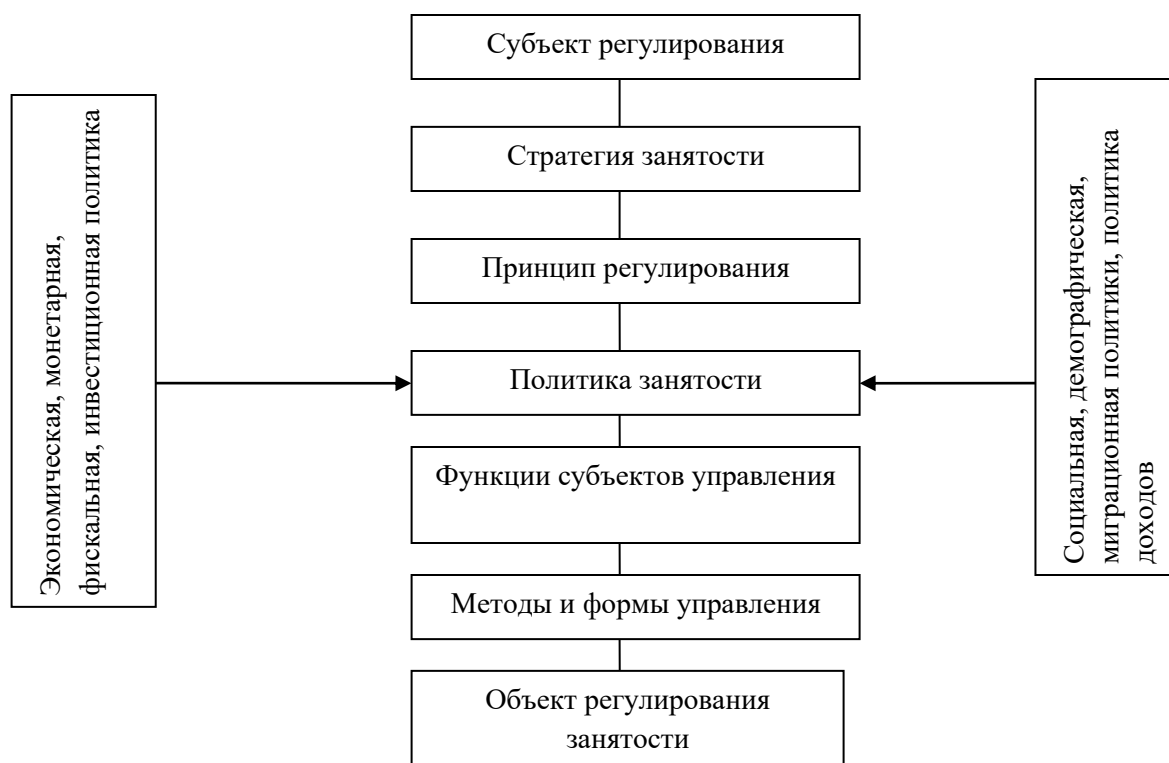 Субъект регулирования
Экономическая, монетарная,
фискальная, инвестиционная политика
Стратегия занятости
Принцип регулирования
Политика занятости
Социальная, демографическая,
миграционная политики, политика
доходов
Функции субъектов управления
Методы и формы управления
Объект регулирования
занятости